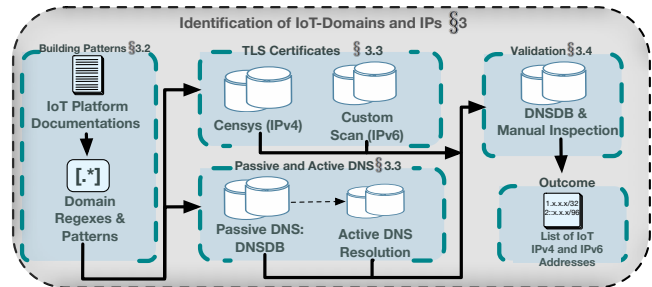 Identification of IoT-Domains and IPs §3
Building Patterns §3.2
IoT Platform
Documentations
[.*]
Domain
Regexes &
Patterns
TLS Certificates § 3.3
Censys (IPv4)
Custom
Scan (IPv6)
Passive and Active DNS§3.3
Passive DNS:
DNSDB
Active DNS
Resolution
Validation§3.4
DNSDB &
Manual Inspection
Outcome
1.x.x.x/32
2::x.x.x/96
List of IoT
IPv4 and IPv6
Addresses